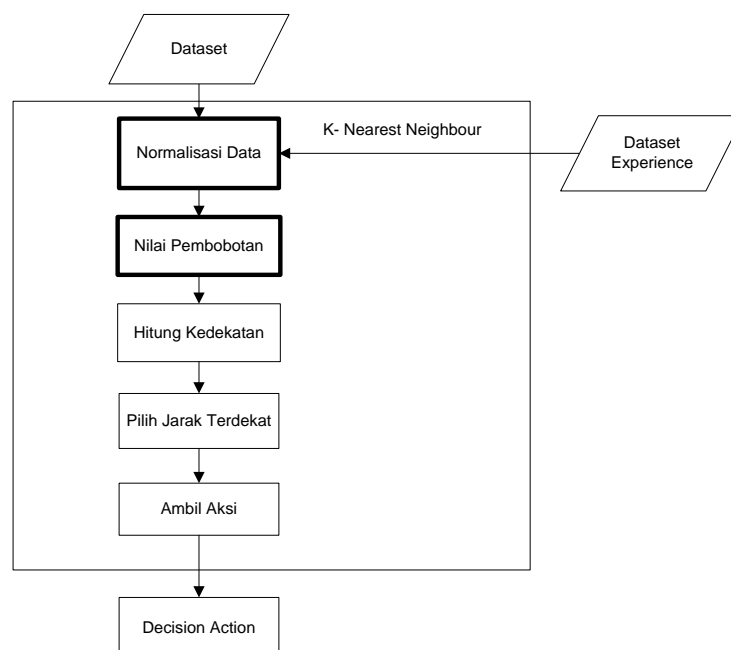 Dataset
K- Nearest Neighbour
Normalisasi Data
Dataset
Experience
Nilai Pembobotan
Hitung Kedekatan
Pilih Jarak Terdekat
Ambil Aksi
Decision Action